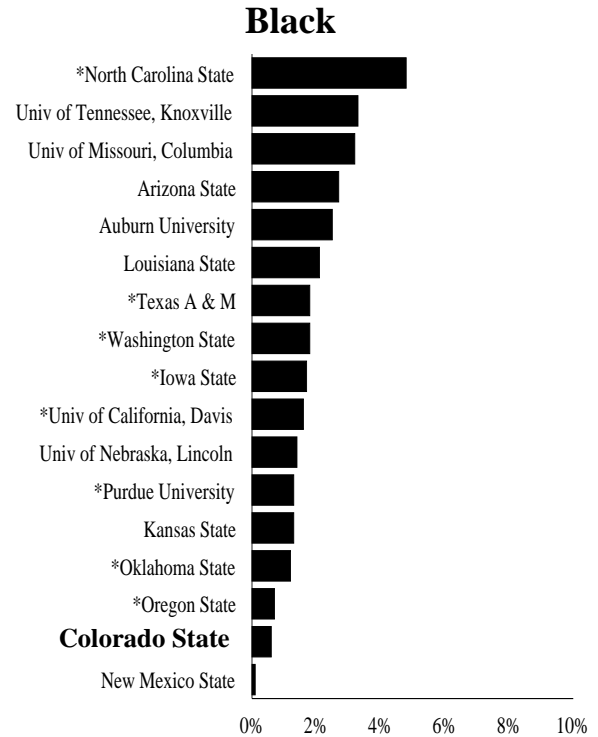 Black
*North Carolina State
Univ of Tennessee, Knoxville
Univ of Missouri, Columbia
Arizona State
Auburn University
Louisiana State
*Texas A & M
*Washington State
*Iowa State
*Univ of California, Davis
Univ of Nebraska, Lincoln
*Purdue University
Kansas State
*Oklahoma State
*Oregon State
Colorado State
New Mexico State
0% 2% 4% 6% 8% 10%